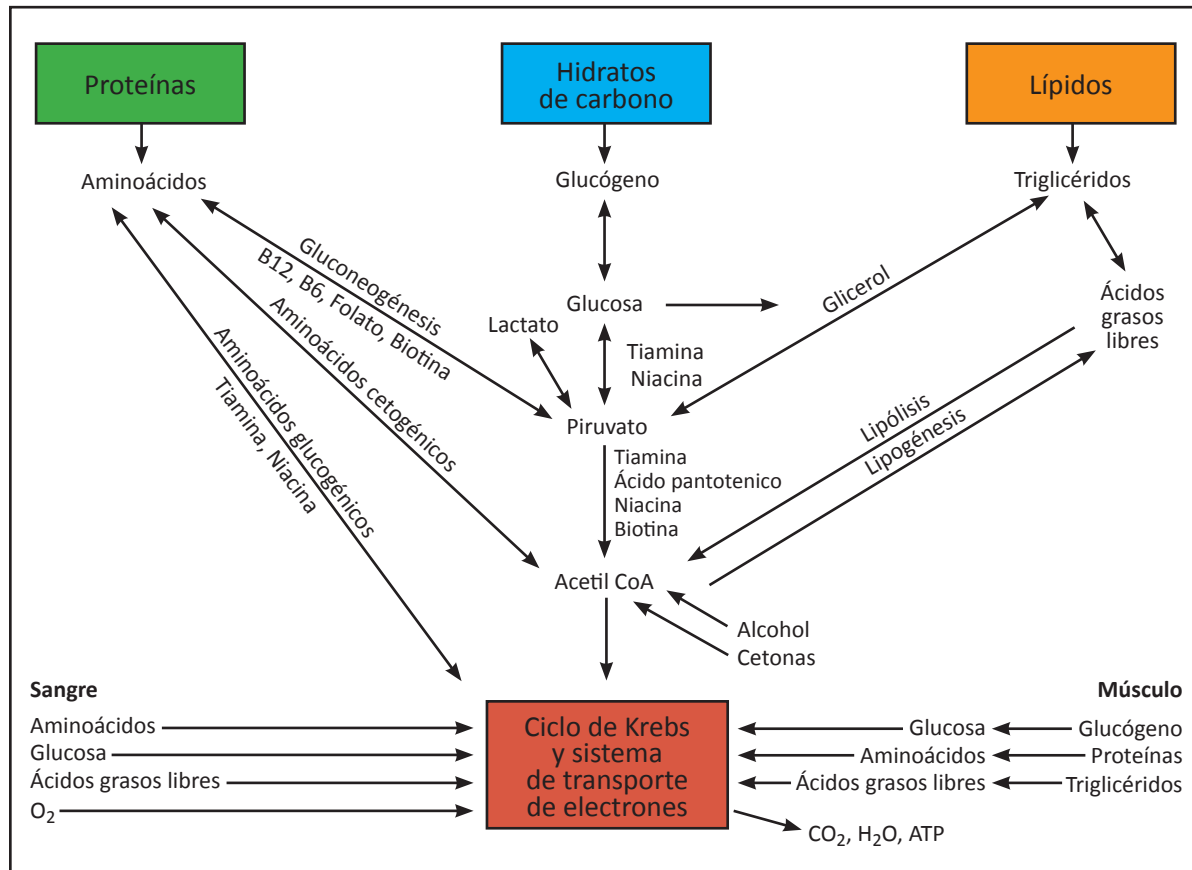 Proteínas
Hidratos
de carbono
Lípidos
Aminoácidos
Glucógeno
Triglicéridos
Gluconeogénesis
B12, B6, Folato, Biotina
Aminoácidos cetogénicos
Aminoácidos glucogénicos
Tiamina, Niacina
Glucosa
Lactato
Tiamina
Niacina
Glicerol
Ácidos
grasos
libres
Piruvato
Lipólisis
Lipogénesis
Tiamina
Ácido pantotenico
Niacina
Biotina
Acetil CoA
Alcohol
Cetonas
Sangre
Aminoácidos
Glucosa
Ácidos grasos libres
O₂
Ciclo de Krebs
y sistema
de transporte
de electrones
Músculo
Glucosa
Glucógeno
Aminoácidos
Proteínas
Ácidos grasos libres
Triglicéridos
CO₂, H₂O, ATP